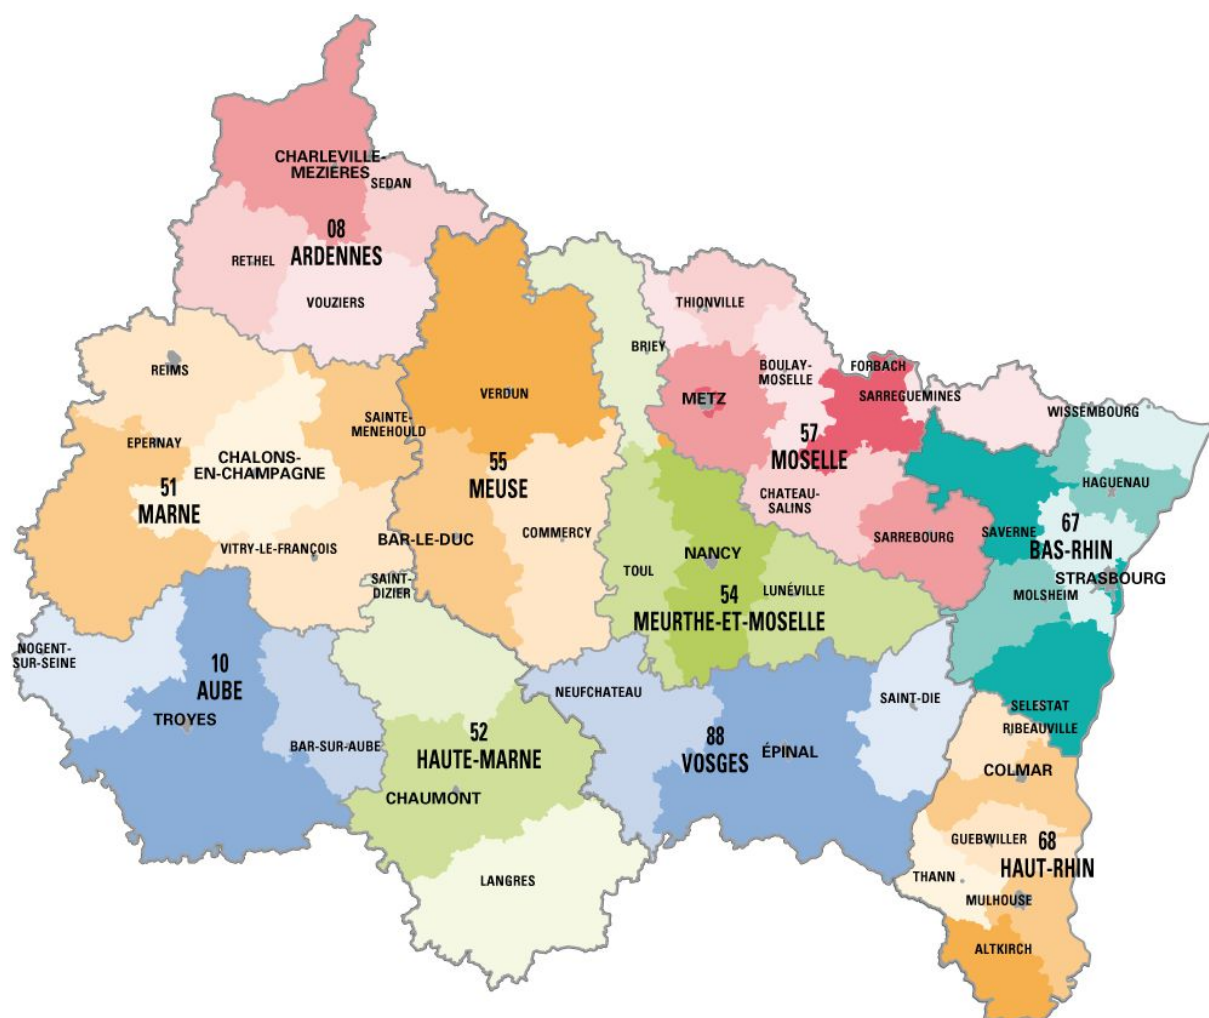 CHARLEVILLE-
MEZIÈRES
SEDAN
08
ARDENNES
RETHEL
VOUZIERS
REIMS
EPERNAY
CHALONS-
EN-CHAMPAGNE
SAINTE-
MENEHOULD
51
MARNE
VITRY-LE-FRANÇOIS
VERDUN
55
MEUSE
BAR-LE-DUC
COMMERCY
SAINT-
DIZIER
BRIEY
THIONVILLE
METZ
BOULAY-
MOSELLE
FORBACH
SARREGUEMINES
57
MOSELLE
CHATEAU-
SALINS
SARREBOURG
WISSEMBOURG
HAGUENAU
SAVERNE
67
BAS-RHIN
STRASBOURG
MOLSHEIM
SELESTAT
TOUL
NANCY
LUNÉVILLE
54
MEURTHE-ET-MOSELLE
NOGENT-
SUR-SEINE
10
AUBE
TROYES
BAR-SUR-AUBE
52
HAUTE-MARNE
CHAUMONT
LANGRES
NEUFCHATEAU
88
VOSGES
ÉPINAL
SAINT-DIE
RIBEAUVILLE
COLMAR
GUEBWILLER
68
HAUT-RHIN
THANN
MULHOUSE
ALTKIRCH